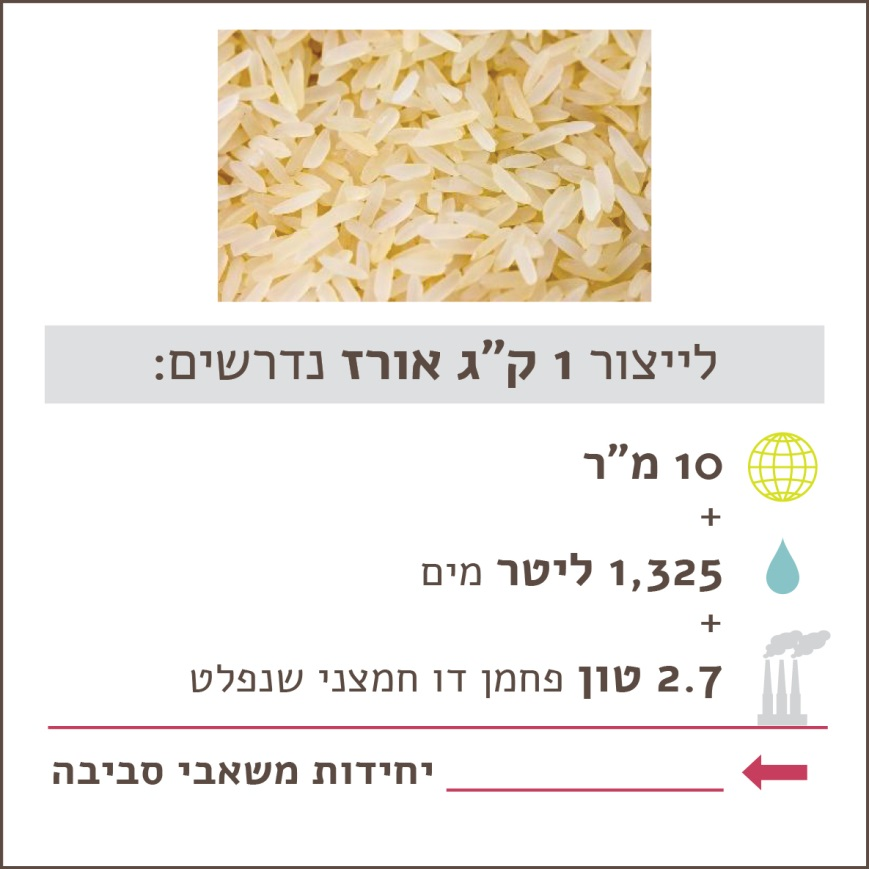 לייצור 1 ק"ג אורז נדרשים:
10 מ"ר
+
1,325 ליטר מים
+
2.7 טון פחמן דו חמצני שנפלט
יחידות משאבי סביבה